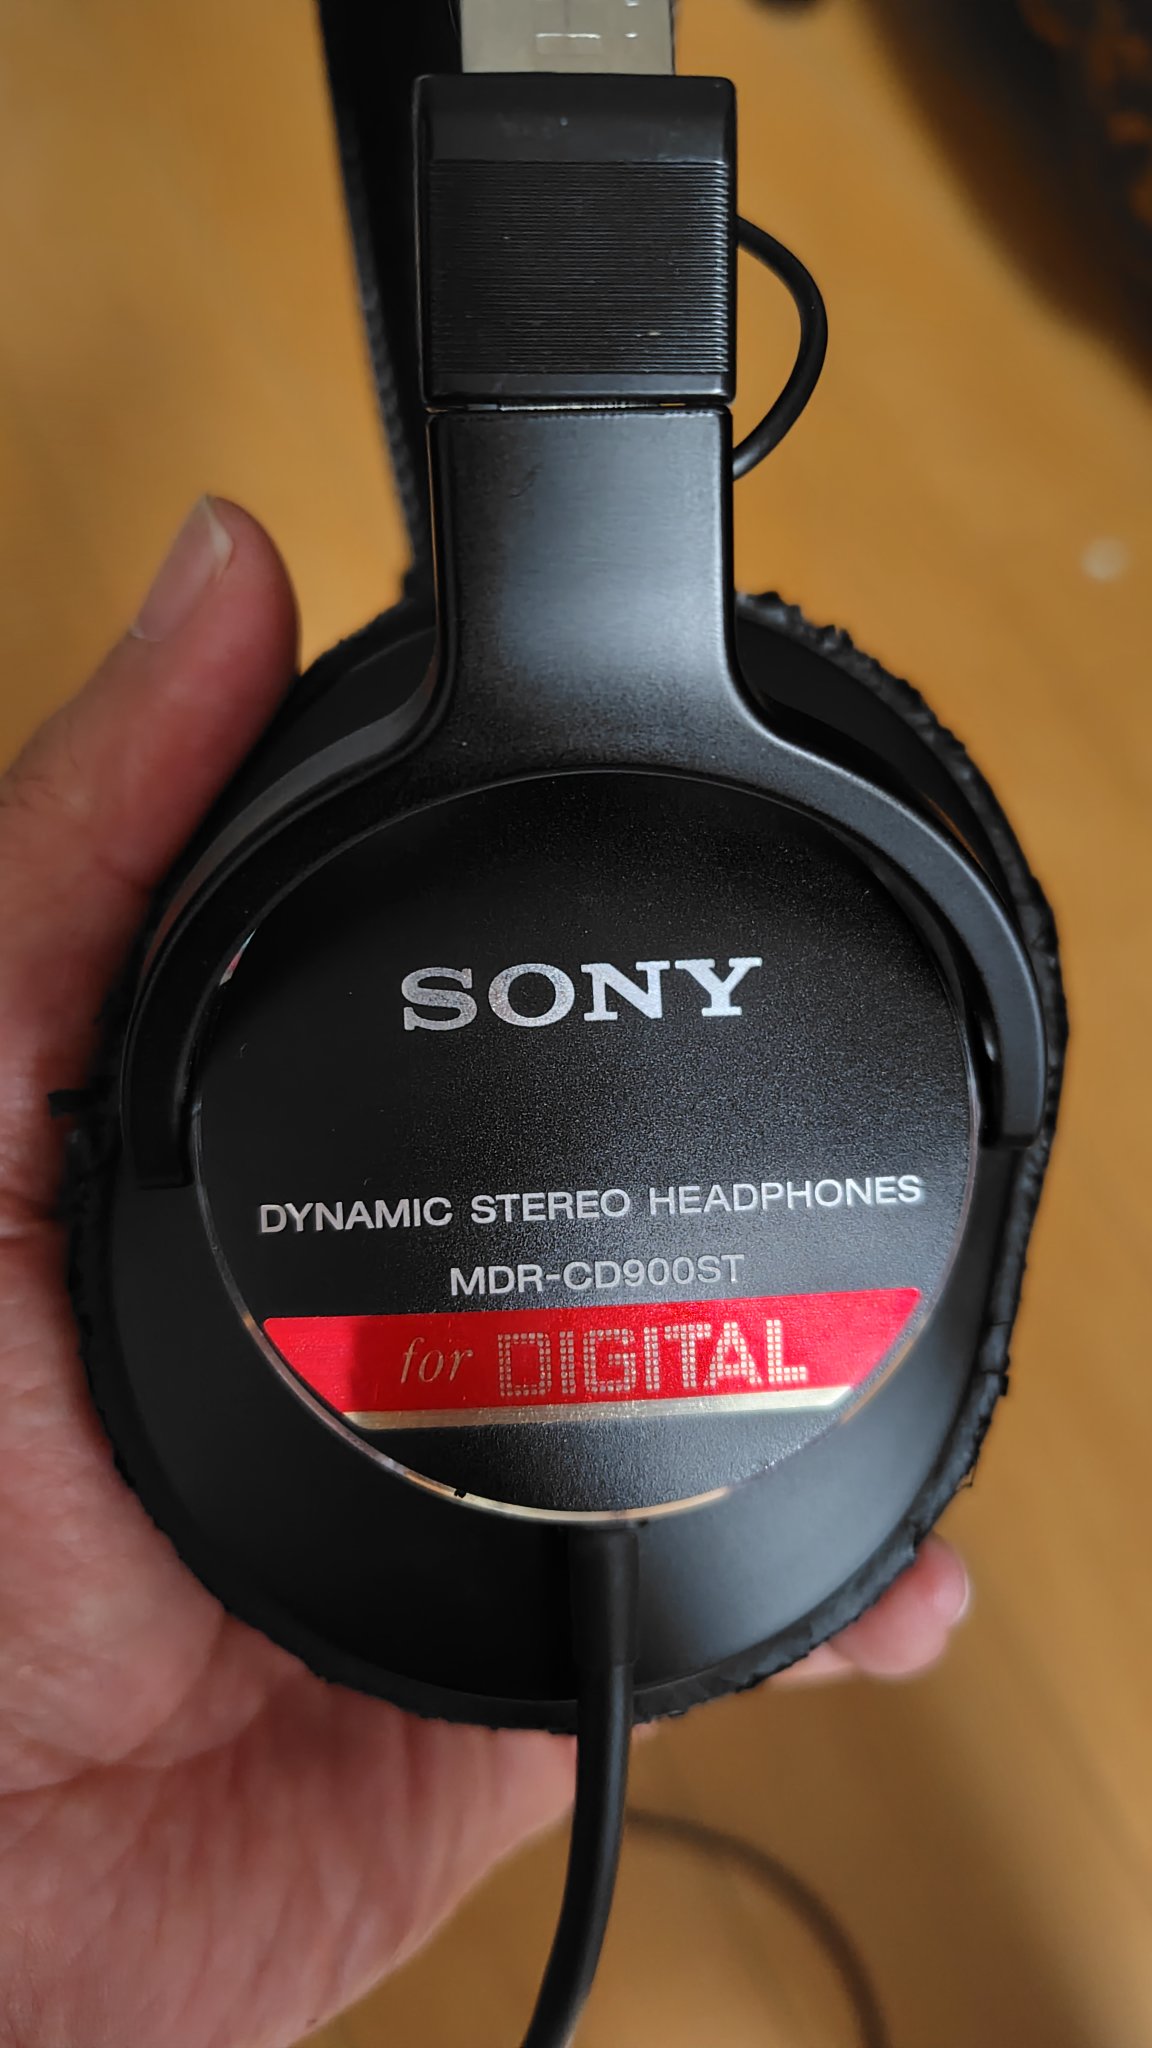 SONY
DYNAMIC STEREO HEADPHONES
MDR-CD900ST
for DIGITAL